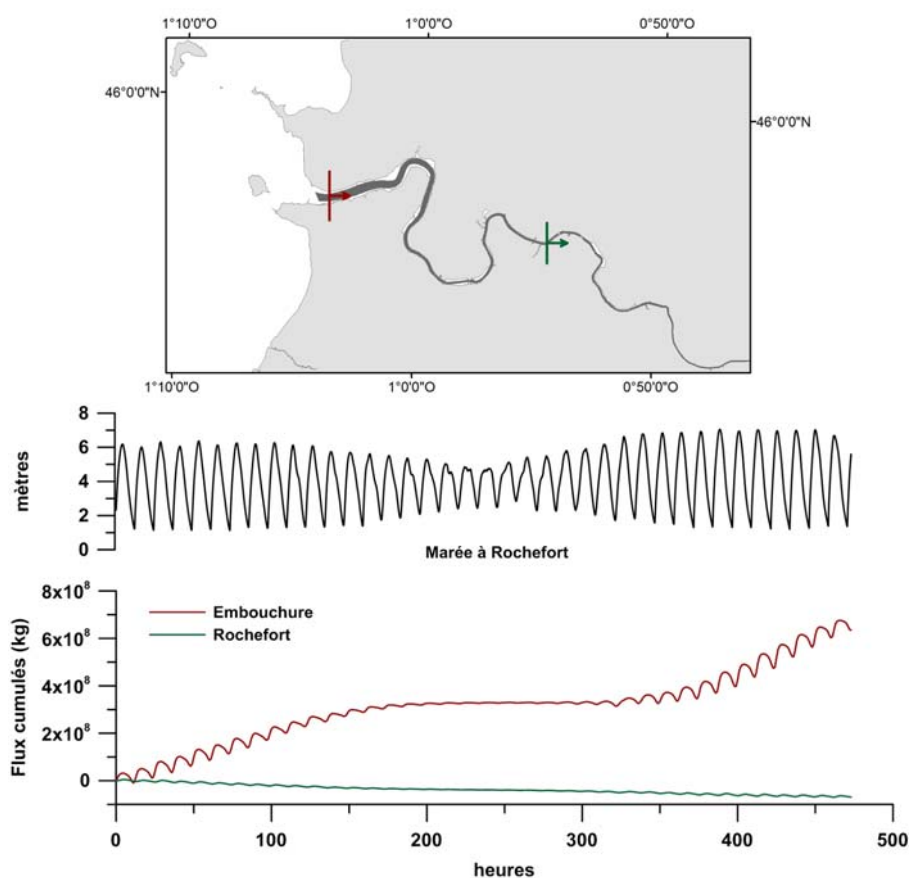 1°10'0"O 1°0'0"O 0°50'0"O
46°0'0"N
46°0'0"N
1°10'0"O 1°0'0"O 0°50'0"O
8
6
4
2
0
mètres
Marée à Rochefort
8x10⁸
6x10⁸
4x10⁸
2x10⁸
0
Flux cumulés (kg)
Embouchure
Rochefort
0 100 200 300 400 500
heures